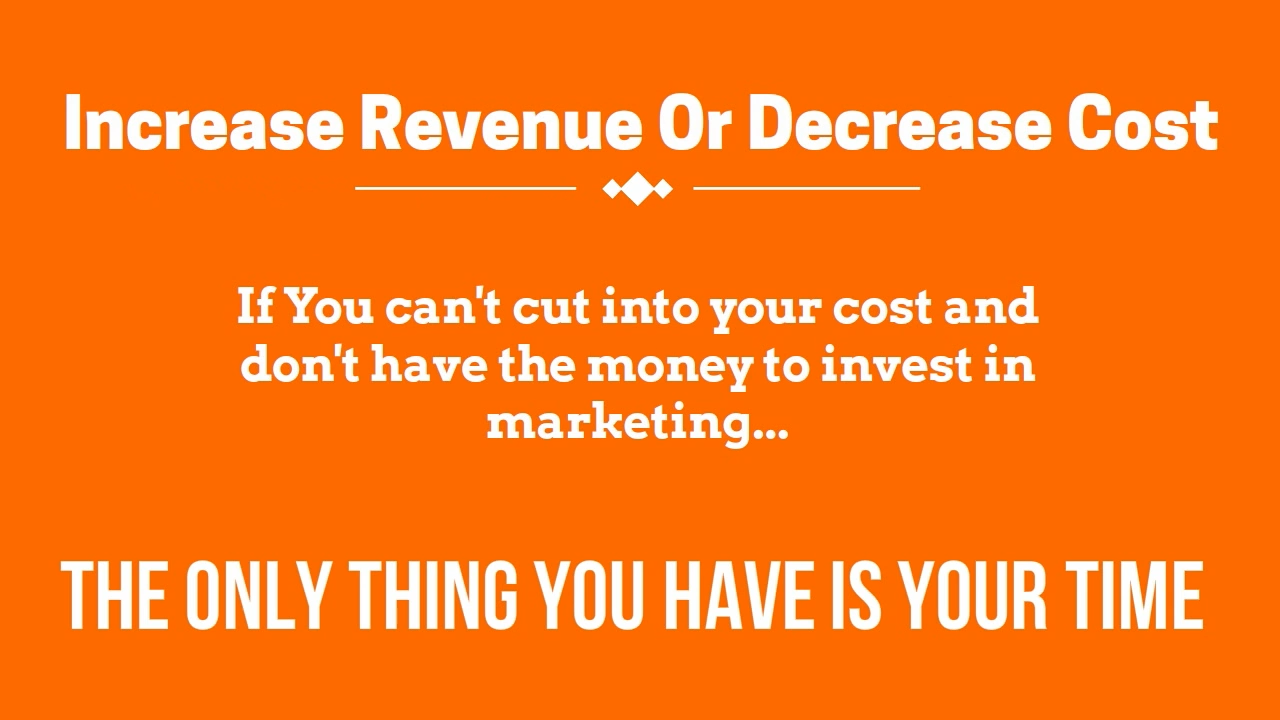 Increase Revenue Or Decrease Cost
If You can't cut into your cost and
don't have the money to invest in
marketing...
THE ONLY THING YOU HAVE IS YOUR TIME